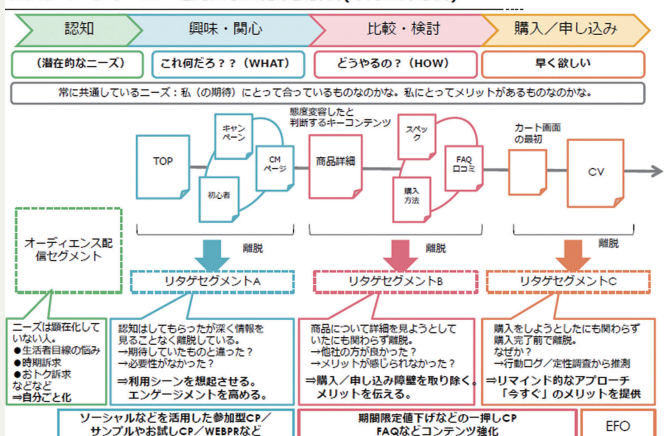 認知
興味・関心
比較・検討
購入／申し込み
（潜在的なニーズ）
これ何だろ？？（WHAT）
どうやるの？（HOW）
早く欲しい
常に共通しているニーズ：私（の期待）にとって合っているものなのかな。私にとってメリットがあるものなのかな。
態度変容したと
判断するキーコンテンツ
カート画面
の最初
TOP
キャン
ペーン
CM
ページ
初心者
商品詳細
スペッ
ク
FAQ
口コミ
購入
方法
CV
離脱
離脱
離脱
オーディエンス配
信セグメント
リタゲセグメントA
リタゲセグメントB
リタゲセグメントC
ニーズは顕在化して
いない人。
●生活者目線の悩み
●時期訴求
●おトク訴求
などなど
⇒自分ごと化
認知はしてもらったが深く情報を
見ることなく離脱している。
→期待していたものと違った？
→必要性がなかった？
⇒利用シーンを想起させる。
エンゲージメントを高める。
商品について詳細を見ようとして
いたにも関わらず離脱。
→他社の方が良かった？
→メリットが感じられなかった？
⇒購入／申し込み障壁を取り除く。
メリットを伝える。
購入をしようとしたにも関わらず
購入完了前で離脱。
なぜか？
→行動ログ／定性調査から推測
⇒リマインド的なアプローチ
「今すぐ」のメリットを提供
ソーシャルなどを活用した参加型CP／
サンプルやお試しCP／WEBPRなど
期間限定値下げなどの一押しCP
FAQなどコンテンツ強化
EFO